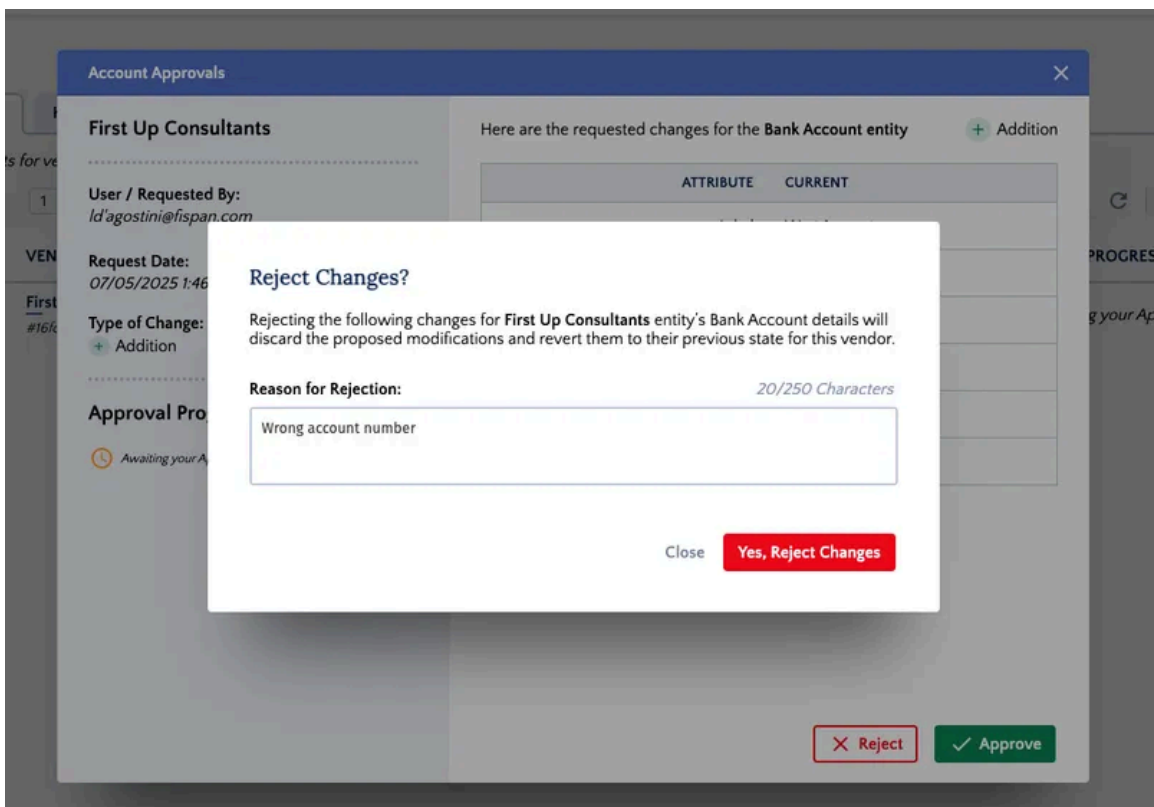 Account Approvals
First Up Consultants
Here are the requested changes for the Bank Account entity
+ Addition
ATTRIBUTE CURRENT
User / Requested By:
ld'agostini@fispan.com
Request Date:
07/05/2025 1:46
Type of Change:
+ Addition
Approval Pro
Awaiting your A
s for ve
1
VEN
First
#16fc
PROGRES
g your Ap
Reject Changes?
Rejecting the following changes for First Up Consultants entity's Bank Account details will
discard the proposed modifications and revert them to their previous state for this vendor.
Reason for Rejection:
20/250 Characters
Wrong account number
Close
Yes, Reject Changes
Reject
Approve